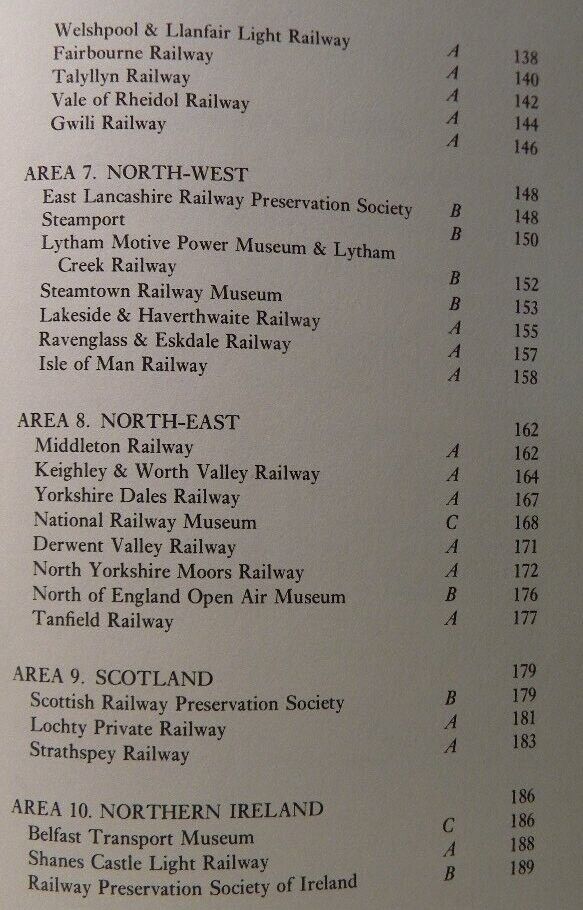 Welshpool & Llanfair Light Railway A 138
Fairbourne Railway A 140
Talyllyn Railway A 142
Vale of Rheidol Railway A 144
Gwili Railway A 146
AREA 7. NORTH-WEST 148
East Lancashire Railway Preservation Society B 148
Steamport B 150
Lytham Motive Power Museum & Lytham
Creek Railway B 152
Steamtown Railway Museum B 153
Lakeside & Haverthwaite Railway A 155
Ravenglass & Eskdale Railway A 157
Isle of Man Railway A 158
AREA 8. NORTH-EAST 162
Middleton Railway A 162
Keighley & Worth Valley Railway A 164
Yorkshire Dales Railway A 167
National Railway Museum C 168
Derwent Valley Railway A 171
North Yorkshire Moors Railway A 172
North of England Open Air Museum B 176
Tanfield Railway A 177
AREA 9. SCOTLAND 179
Scottish Railway Preservation Society B 179
Lochty Private Railway A 181
Strathspey Railway A 183
AREA 10. NORTHERN IRELAND 186
Belfast Transport Museum C 186
Shanes Castle Light Railway A 188
Railway Preservation Society of Ireland B 189